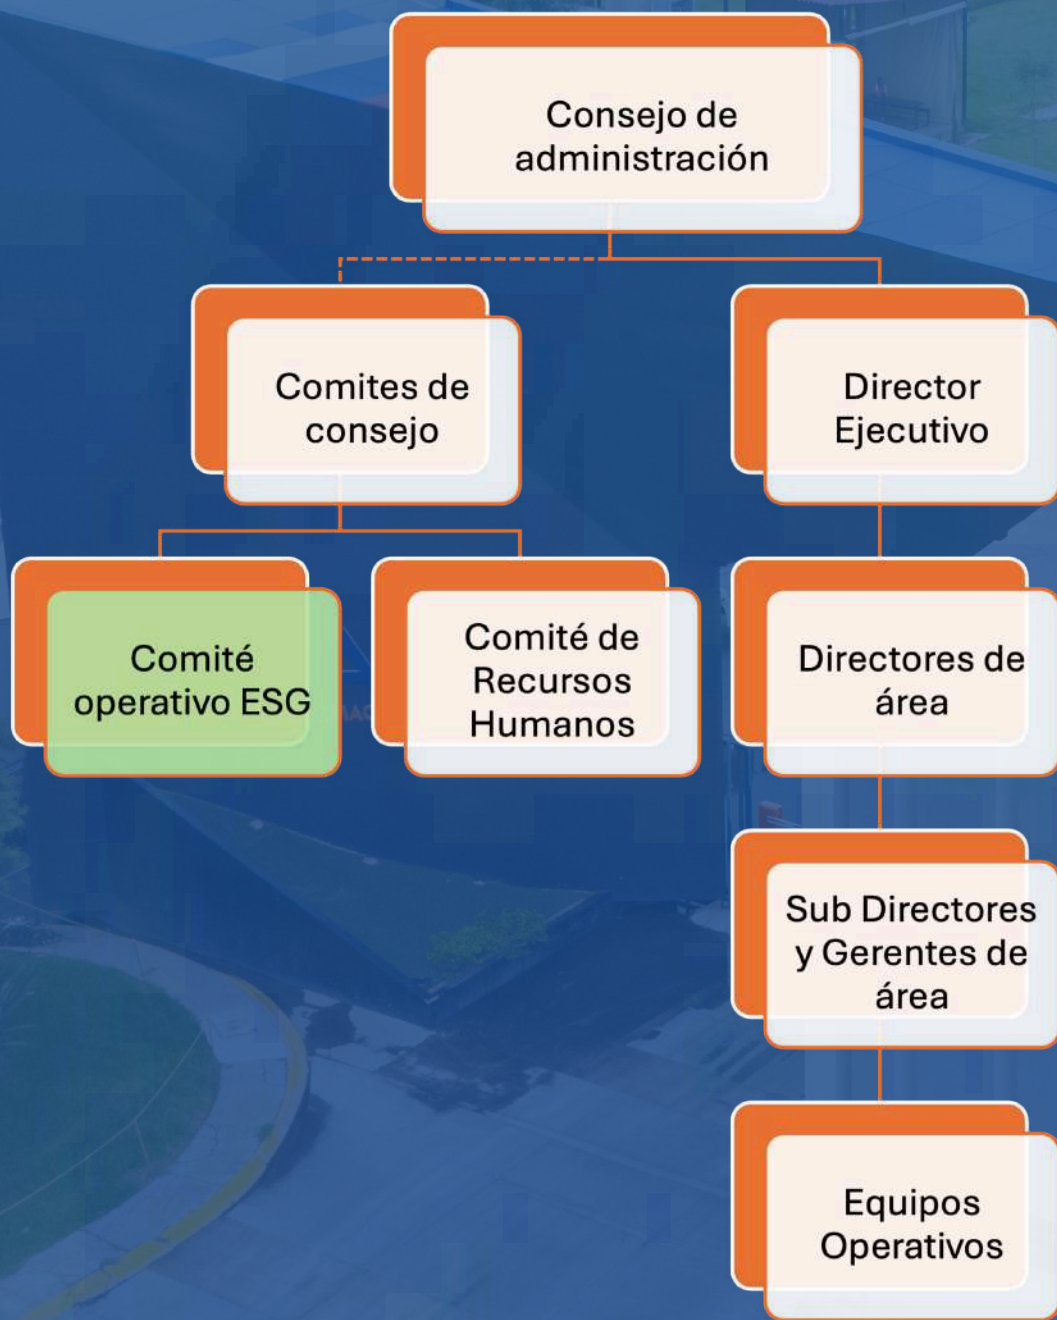 Consejo de
administración
Comites de
consejo
Director
Ejecutivo
Comité
operativo ESG
Comité de
Recursos
Humanos
Directores de
área
Sub Directores
y Gerentes de
área
Equipos
Operativos